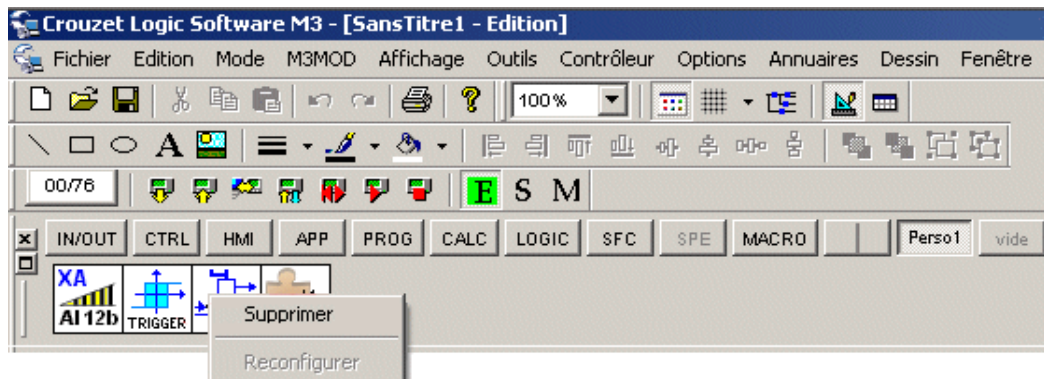 Crouzet Logic Software M3 - [SansTitre1 - Edition]
Fichier Edition Mode M3MOD Affichage Outils Contrôleur Options Annuaires Dessin Fenêtre
100%
A
00/76 E S M
IN/OUT CTRL HMI APP PROG CALC LOGIC SFC SPE MACRO Perso1 vide
XA
AI 12b TRIGGER
Supprimer
Reconfigurer